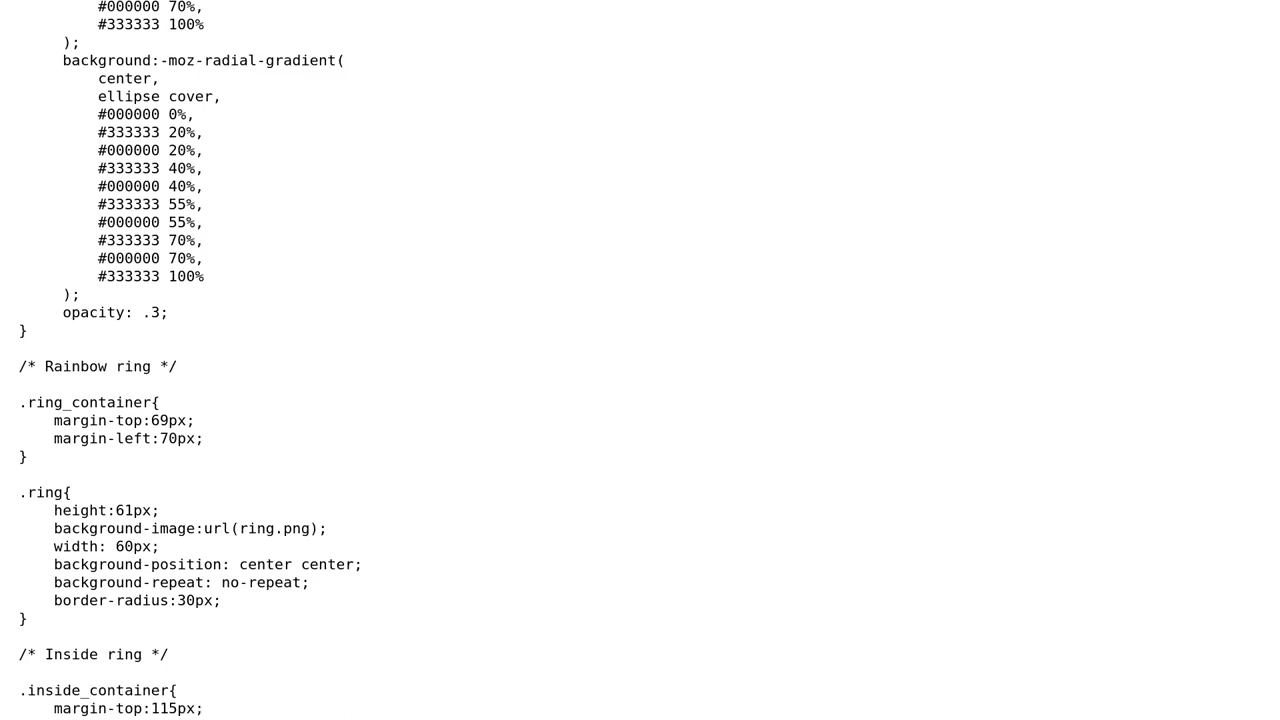 #000000 70%,
#333333 100%
);
background:-moz-radial-gradient(
center,
ellipse cover,
#000000 0%,
#333333 20%,
#000000 20%,
#333333 40%,
#000000 40%,
#333333 55%,
#000000 55%,
#333333 70%,
#000000 70%,
#333333 100%
);
opacity: .3;
}
/* Rainbow ring */
.ring_container{
margin-top:69px;
margin-left:70px;
}
.ring{
height:61px;
background-image:url(ring.png);
width: 60px;
background-position: center center;
background-repeat: no-repeat;
border-radius:30px;
}
/* Inside ring */
.inside_container{
margin-top:115px;